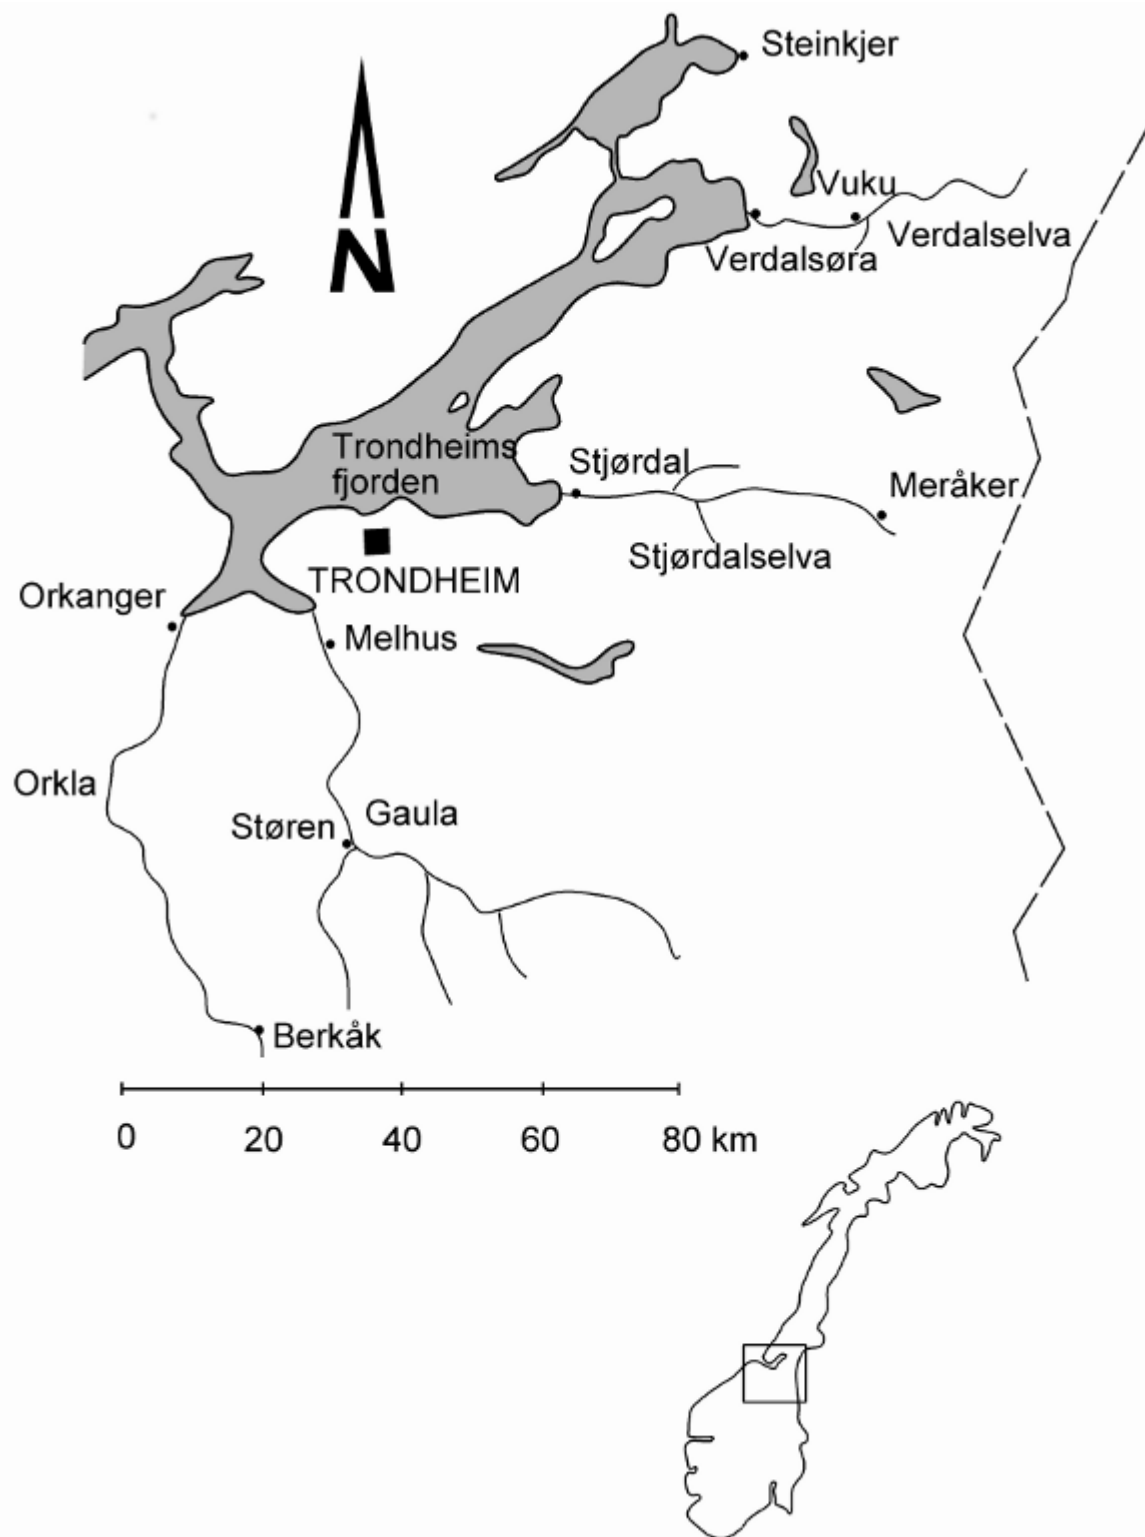 Steinkjer
Vuku
Verdalselva
Verdalsøra
N
Trondheims
fjorden
Stjørdal
Meråker
Stjørdalselva
TRONDHEIM
Orkanger
Melhus
Orkla
Gaula
Støren
Berkåk
0 20 40 60 80 km